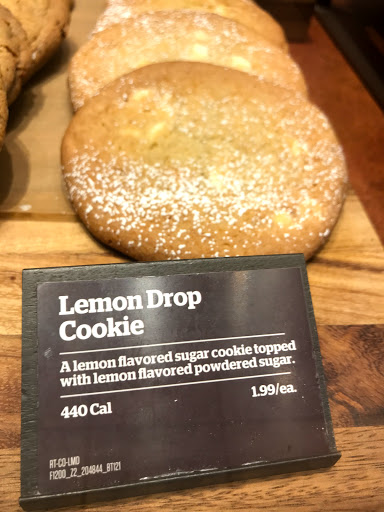 Lemon Drop
Cookie
A lemon flavored sugar cookie topped
with lemon flavored powdered sugar.
440 Cal
1.99/ea.
RT-CO-LMD
F1200_Z2_204844_BT121